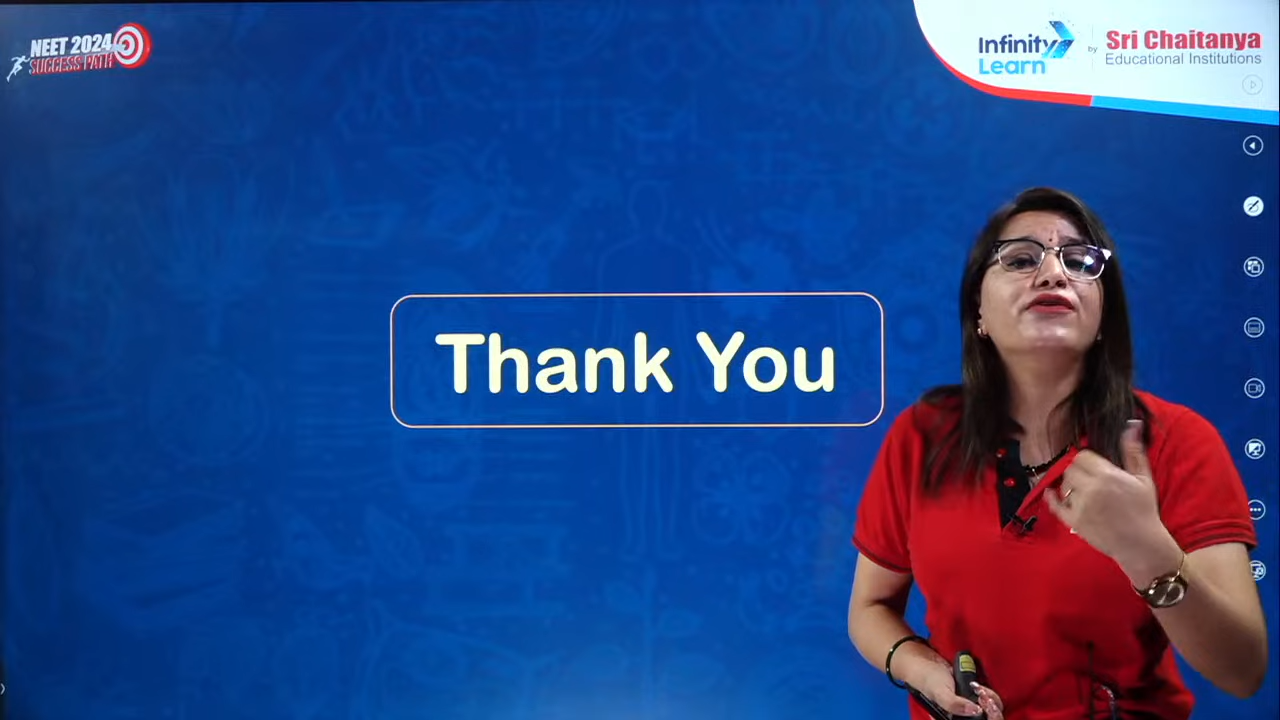 NEET 2024
SUCCESS PATH
Infinity
Learn
by
Sri Chaitanya
Educational Institutions
Thank You